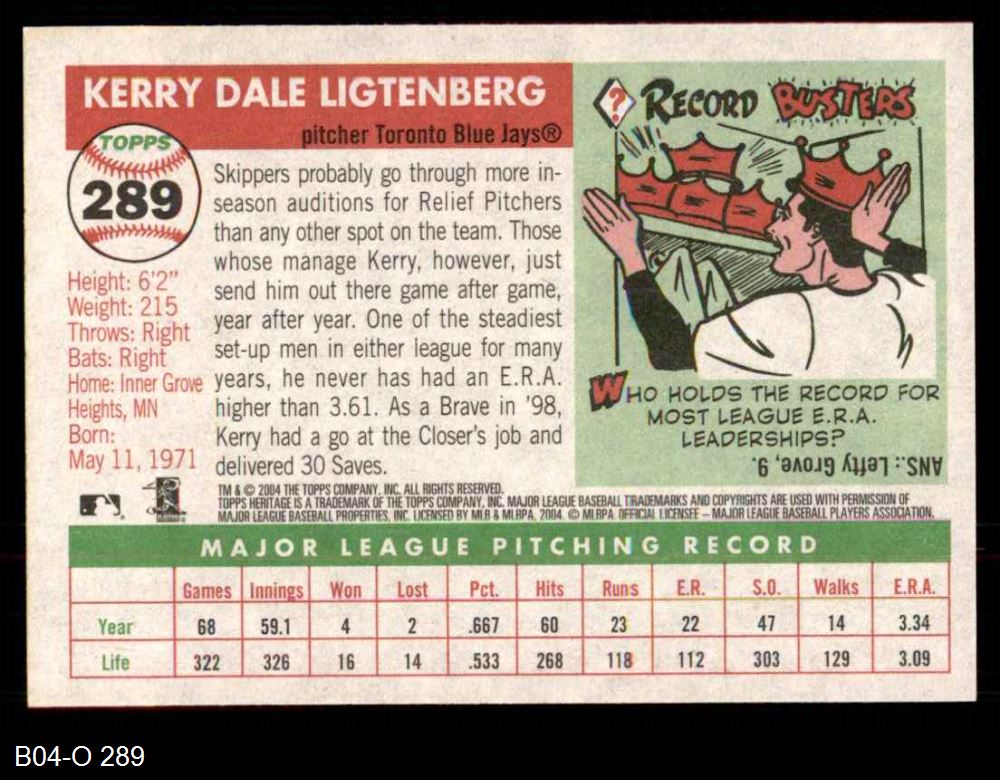 KERRY DALE LIGTENBERG
pitcher Toronto Blue Jays®
TOPPS
289
Height: 6'2"
Weight: 215
Throws: Right
Bats: Right
Home: Inner Grove
Heights, MN
Born:
May 11, 1971
Skippers probably go through more in-
season auditions for Relief Pitchers
than any other spot on the team. Those
whose manage Kerry, however, just
send him out there game after game,
year after year. One of the steadiest
set-up men in either league for many
years, he never has had an E.R.A.
higher than 3.61. As a Brave in '98,
Kerry had a go at the Closer's job and
delivered 30 Saves.
? RECORD BUSTERS
WHO HOLDS THE RECORD FOR
MOST LEAGUE E.R.A.
LEADERSHIPS?
ANS.: Lefty Grove, 9.
TM & © 2004 THE TOPPS COMPANY, INC. ALL RIGHTS RESERVED.
TOPPS HERITAGE IS A TRADEMARK OF THE TOPPS COMPANY, INC. MAJOR LEAGUE BASEBALL TRADEMARKS AND COPYRIGHTS ARE USED WITH PERMISSION OF
MAJOR LEAGUE BASEBALL PROPERTIES, INC. LICENSED BY MLB & MLBPA, 2004. © MLBPA OFFICIAL LICENSEE – MAJOR LEAGUE BASEBALL PLAYERS ASSOCIATION.
MAJOR LEAGUE PITCHING RECORD
Games Innings Won Lost Pct. Hits Runs E.R. S.O. Walks E.R.A.
Year 68 59.1 4 2 .667 60 23 22 47 14 3.34
Life 322 326 16 14 .533 268 118 112 303 129 3.09
B04-O 289